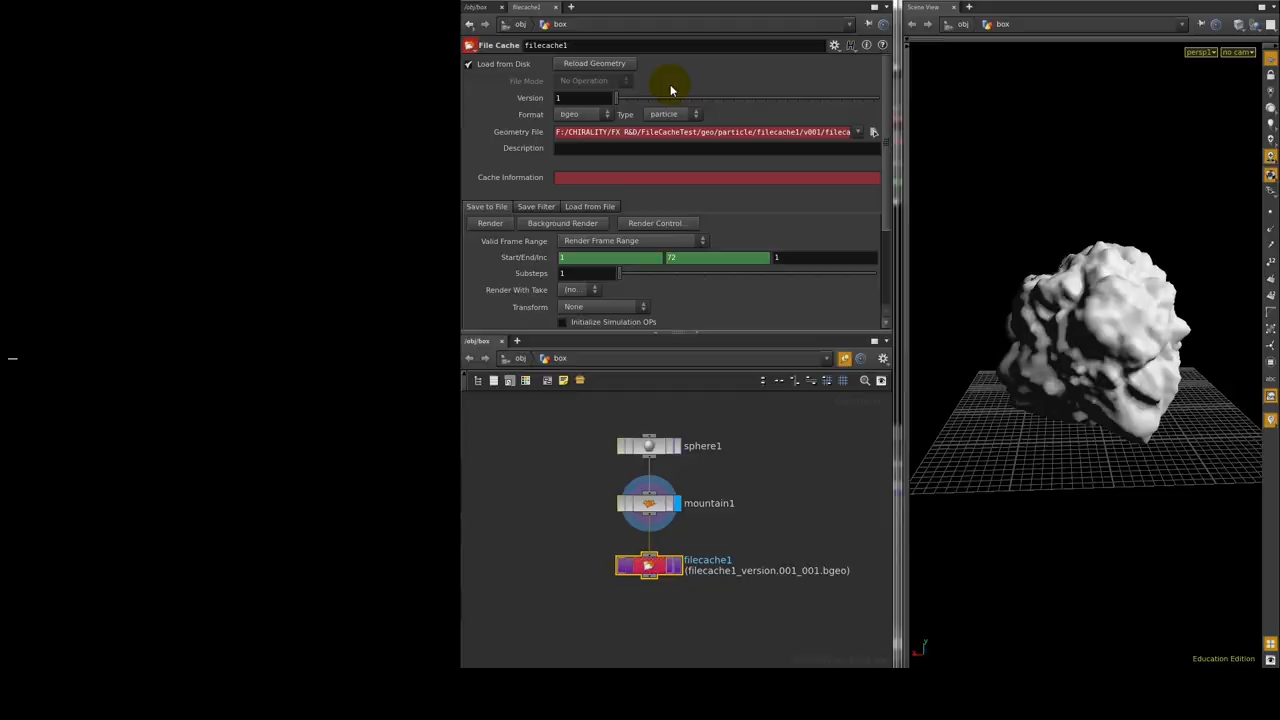 /obj/box
filecache1
obj
box
File Cache filecache1
Load from Disk Reload Geometry
File Mode No Operation
Version 1
Format bgeo Type particle
Geometry File F:/CHIRALITY/FX R&D/FileCacheTest/geo/particle/filecache1/v001/fileca
Description
Cache Information
Save to File Save Filter Load from File
Render Background Render Render Control...
Valid Frame Range Render Frame Range
Start/End/Inc 1 72 1
Substeps 1
Render With Take (no...
Transform None
Initialize Simulation OPs
/obj/box
obj
box
sphere1
mountain1
filecache1
(filecache1_version.001_001.bgeo)
Scene View
obj
box
persp1
no cam
12
abc
y
Education Edition